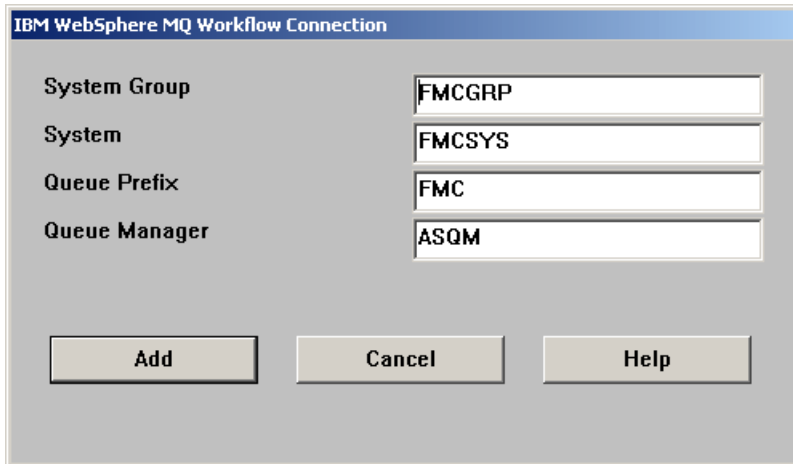 IBM WebSphere MQ Workflow Connection
System Group FMCGRP
System FMCSYS
Queue Prefix FMC
Queue Manager ASQM
Add Cancel Help